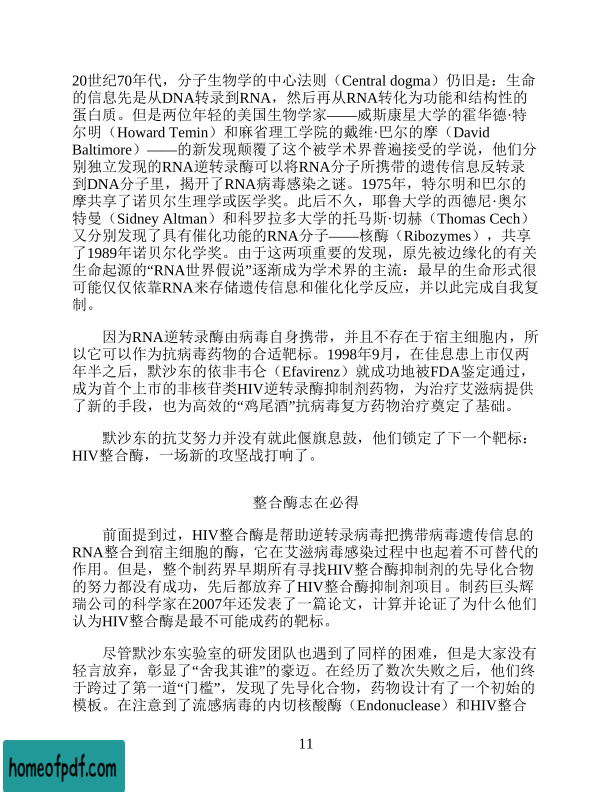 20世纪70年代，分子生物学的中心法则（Central dogma）仍旧是：生命
的信息先是从DNA转录到RNA，然后再从RNA转化为功能和结构性的
蛋白质。但是两位年轻的美国生物学家——威斯康星大学的霍华德·特
尔明（Howard Temin）和麻省理工学院的戴维·巴尔的摩（David
Baltimore）——的新发现颠覆了这个被学术界普遍接受的学说，他们分
别独立发现的RNA逆转录酶可以将RNA分子所携带的遗传信息反转录
到DNA分子里，揭开了RNA病毒感染之谜。1975年，特尔明和巴尔的
摩共享了诺贝尔生理学或医学奖。此后不久，耶鲁大学的西德尼·奥尔
特曼（Sidney Altman）和科罗拉多大学的托马斯·切赫（Thomas Cech）
又分别发现了具有催化功能的RNA分子——核酶（Ribozymes），共享
了1989年诺贝尔化学奖。由于这两项重要的发现，原先被边缘化的有关
生命起源的“RNA世界假说”逐渐成为学术界的主流：最早的生命形式很
可能仅仅依靠RNA来存储遗传信息和催化化学反应，并以此完成自我复
制。
因为RNA逆转录酶由病毒自身携带，并且不存在于宿主细胞内，所
以它可以作为抗病毒药物的合适靶标。1998年9月，在佳息患上市仅两
年半之后，默沙东的依非韦仑（Efavirenz）就成功地被FDA鉴定通过，
成为首个上市的非核苷类HIV逆转录酶抑制剂药物，为治疗艾滋病提供
了新的手段，也为高效的“鸡尾酒”抗病毒复方药物治疗奠定了基础。
默沙东的抗艾努力并没有就此偃旗息鼓，他们锁定了下一个靶标：
HIV整合酶，一场新的攻坚战打响了。
整合酶志在必得
前面提到过，HIV整合酶是帮助逆转录病毒把携带病毒遗传信息的
RNA整合到宿主细胞的酶，它在艾滋病毒感染过程中也起着不可替代的
作用。但是，整个制药界早期所有寻找HIV整合酶抑制剂的先导化合物
的努力都没有成功，先后都放弃了HIV整合酶抑制剂项目。制药巨头辉
瑞公司的科学家在2007年还发表了一篇论文，计算并论证了为什么他们
认为HIV整合酶是最不可能成药的靶标。
尽管默沙东实验室的研发团队也遇到了同样的困难，但是大家没有
轻言放弃，彰显了“舍我其谁”的豪迈。在经历了数次失败之后，他们终
于跨过了第一道“门槛”，发现了先导化合物，药物设计有了一个初始的
模板。在注意到了流感病毒的内切核酸酶（Endonuclease）和HIV整合
11
homeofpdf.com